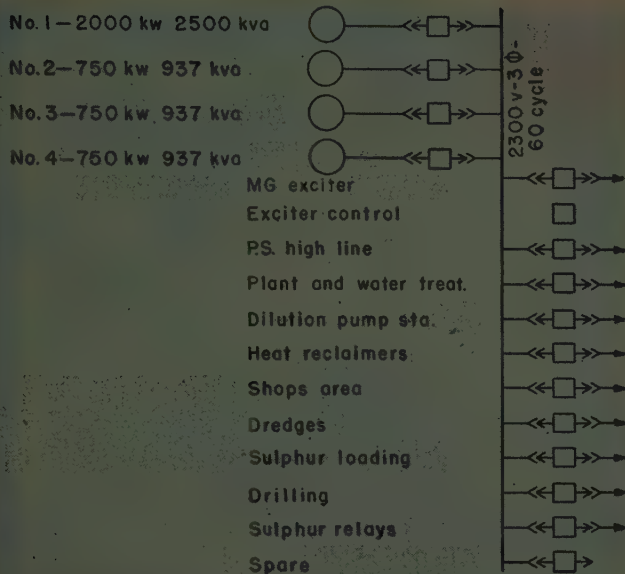 No.1—2000 kw 2500 kva
No.2—750 kw 937 kva
No.3—750 kw 937 kva
No.4—750 kw 937 kva
2300 v-3 Φ-
60 cycle
MG exciter
Exciter control
P.S. high line
Plant and water treat.
Dilution pump sta.
Heat reclaimers
Shops area
Dredges
Sulphur loading
Drilling
Sulphur relays
Spare